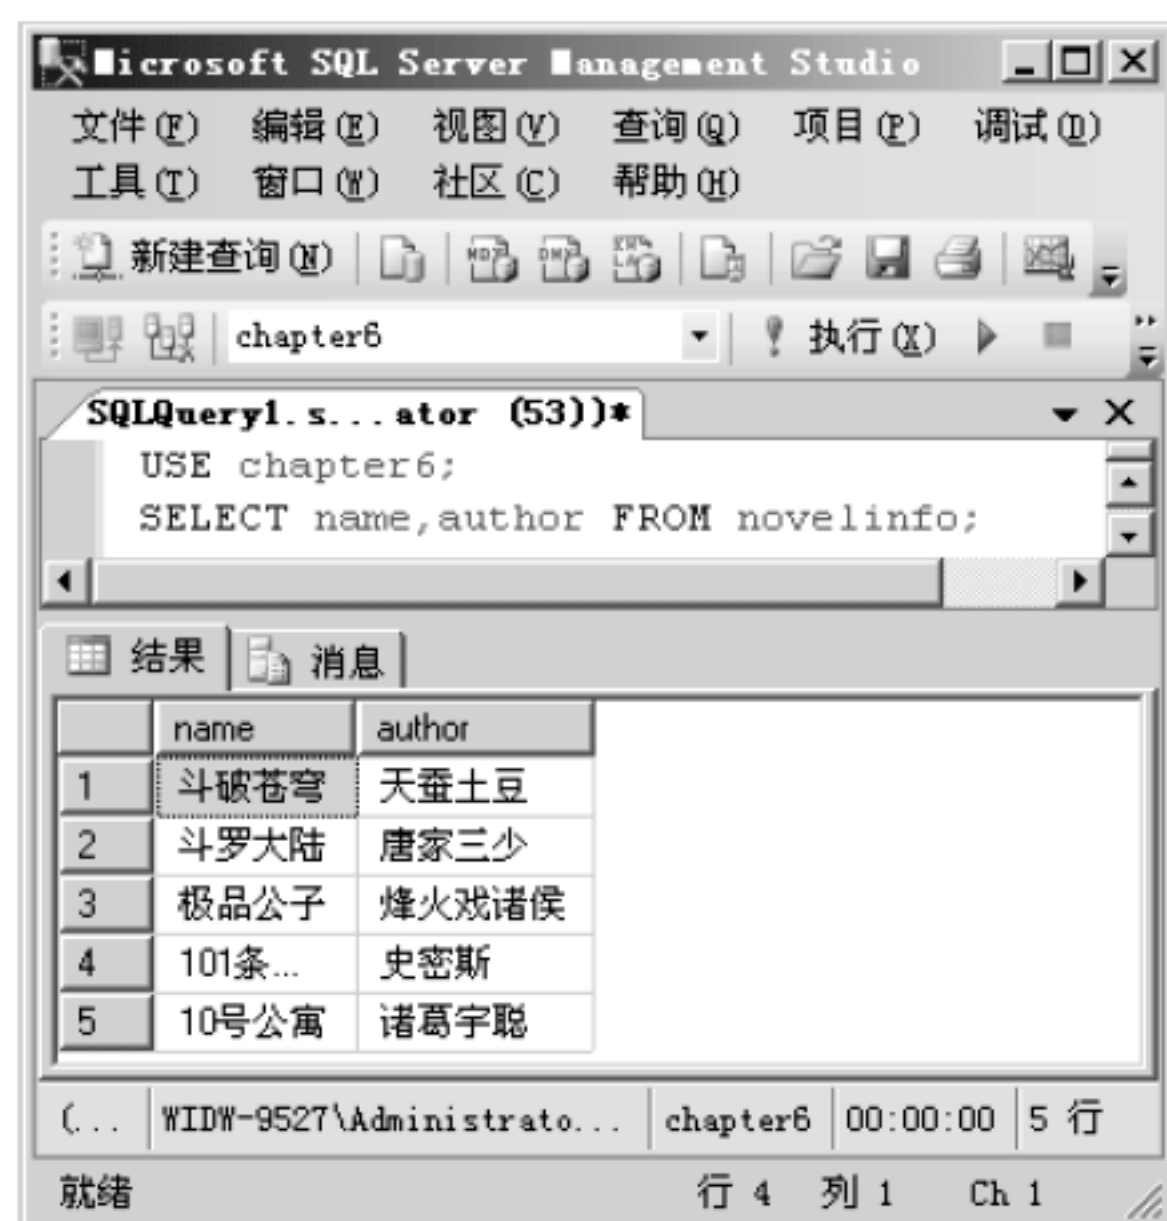 Microsoft SQL Server Management Studio
文件(F) 编辑(E) 视图(V) 查询(Q) 项目(P) 调试(D)
工具(T) 窗口(W) 社区(C) 帮助(H)
新建查询(N)
chapter6 执行(X)
SQLQuery1.s...ator (53))*
USE chapter6;
SELECT name,author FROM novelinfo;
结果 消息
name author
1 斗破苍穹 天蚕土豆
2 斗罗大陆 唐家三少
3 极品公子 烽火戏诸侯
4 101条... 史密斯
5 10号公寓 诸葛宇聪
(... WIDW-9527\Administrato... chapter6 00:00:00 5 行
就绪 行 4 列 1 Ch 1